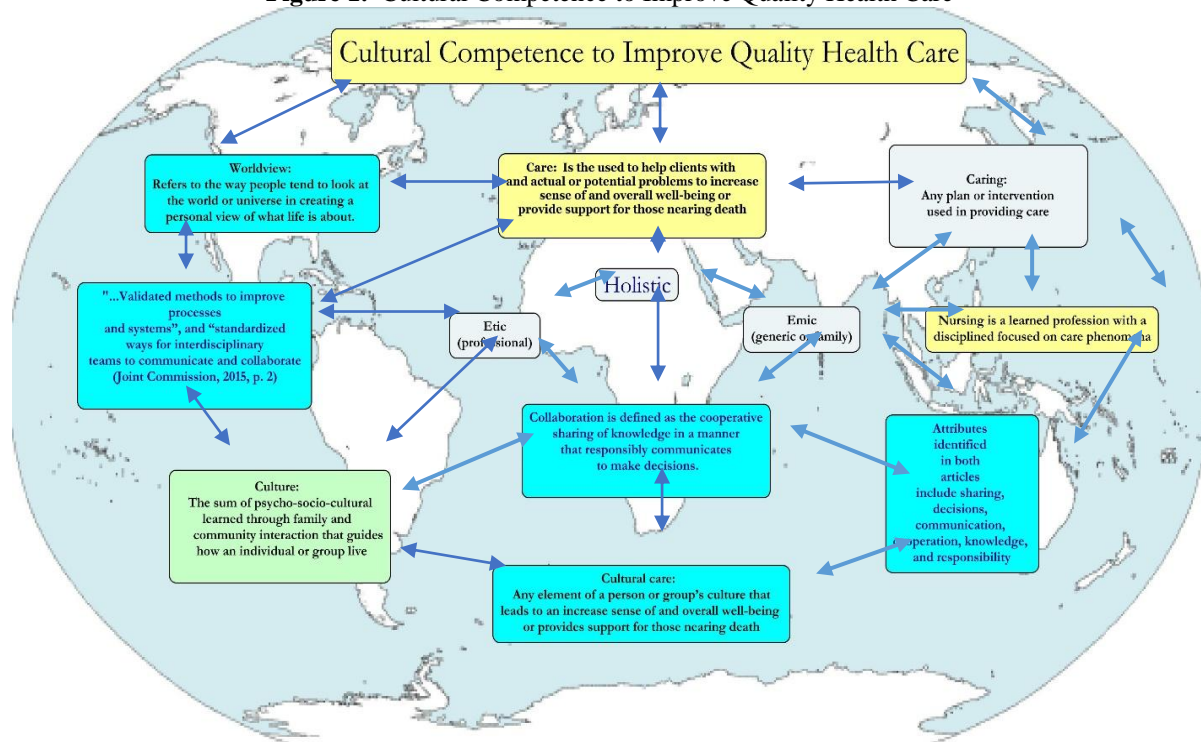 Figure 1. Cultural Competence to Improve Quality Health Care
Cultural Competence to Improve Quality Health Care
Worldview:
Refers to the way people tend to look at
the world or universe in creating a
personal view of what life is about.
Care: Is the used to help clients with
and actual or potential problems to increase
sense of and overall well-being or
provide support for those nearing death
Caring:
Any plan or intervention
used in providing care
"...Validated methods to improve
processes
and systems”, and “standardized
ways for interdisciplinary
teams to communicate and collaborate
(Joint Commission, 2015, p. 2)
Holistic
Etic
(professional)
Emic
(generic or family)
Nursing is a learned profession with a
disciplined focused on care phenomena
Collaboration is defined as the cooperative
sharing of knowledge in a manner
that responsibly communicates
to make decisions.
Attributes
identified
in both
articles
include sharing,
decisions,
communication,
cooperation, knowledge,
and responsibility
Culture:
The sum of psycho-socio-cultural
learned through family and
community interaction that guides
how an individual or group live
Cultural care:
Any element of a person or group’s culture that
leads to an increase sense of and overall well-being
or provides support for those nearing death